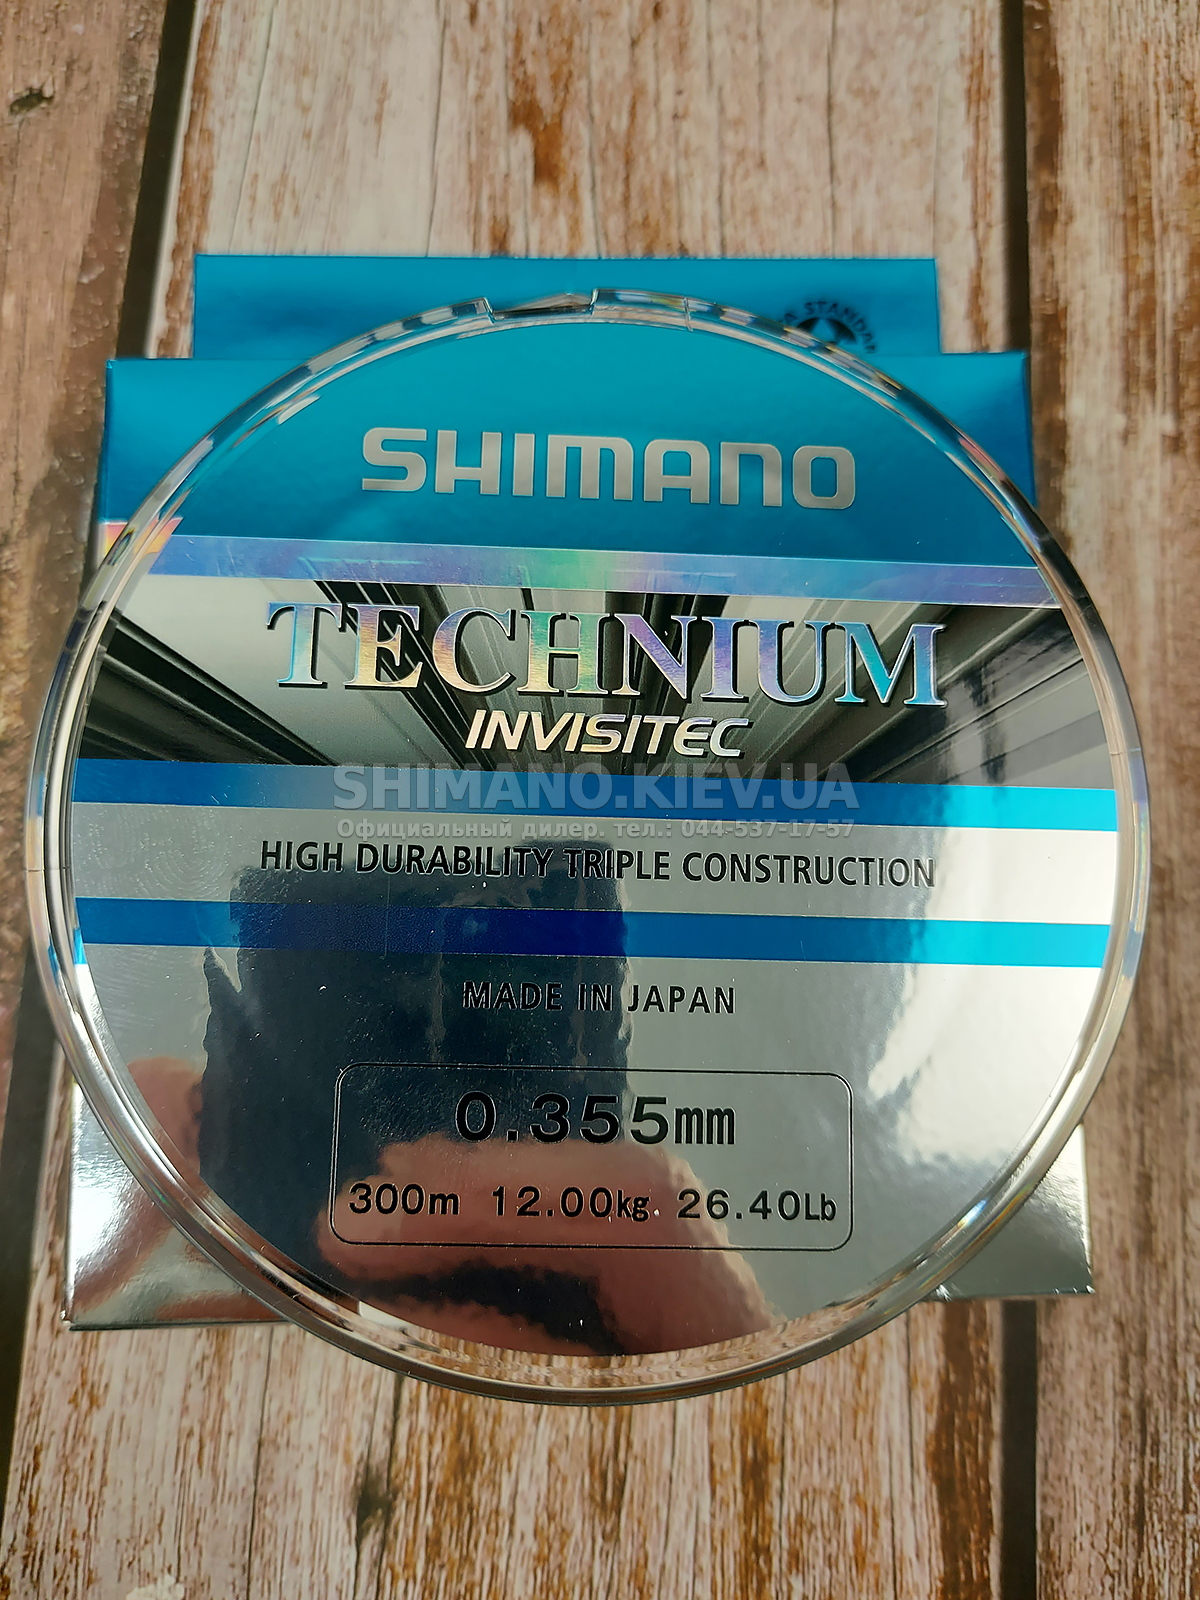 STANDAR
SHIMANO
TECHNIUM
INVISITEC
SHIMANO.KIEV.UA
Официальный дилер. тел.: 044-537-17-57
HIGH DURABILITY TRIPLE CONSTRUCTION
MADE IN JAPAN
0.355mm
300m 12.00kg 26.40Lb